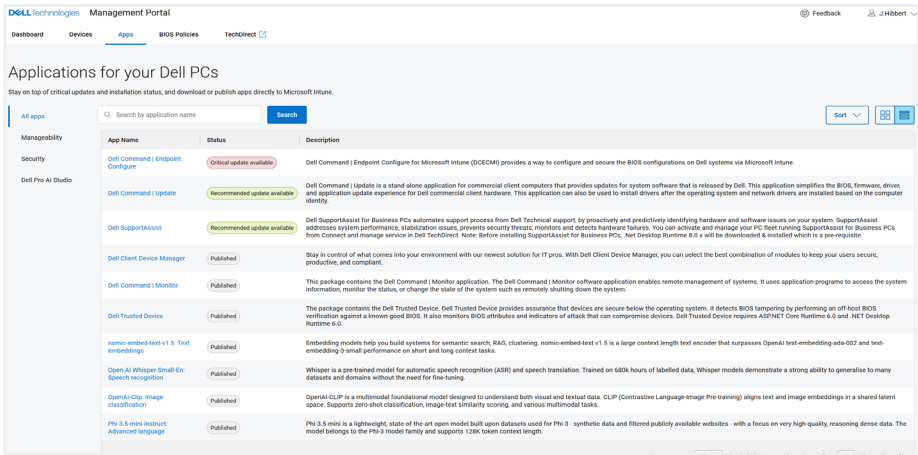 DELLTechnologies Management Portal
Feedback
J.Hibbert
Dashboard Devices Apps BIOS Policies TechDirect
Applications for your Dell PCs
Stay on top of critical updates and installation status, and download or publish apps directly to Microsoft Intune.
All apps
Manageability
Security
Dell Pro AI Studio
Search by application name
Search
Sort
App Name Status Description
Dell Command | Endpoint
Configure
Critical update available
Dell Command | Endpoint Configure for Microsoft Intune (DCECMI) provides a way to configure and secure the BIOS configurations on Dell systems via Microsoft Intune.
Dell Command | Update
Recommended update available
Dell Command | Update is a stand-alone application for commercial client computers that provides updates for system software that is released by Dell. This application simplifies the BIOS, firmware, driver,
and application update experience for Dell commercial client hardware. This application can also be used to install drivers after the operating system and network drivers are installed based on the computer
identity.
Dell SupportAssist
Recommended update available
Dell SupportAssist for Business PCs automates support process from Dell Technical support, by proactively and predictively identifying hardware and software issues on your system. SupportAssist
addresses system performance, stabilization issues, prevents security threats, monitors and detects hardware failures. You can activate and manage your PC fleet running SupportAssist for Business PCs
from Connect and manage service in Dell TechDirect. Note: Before installing SupportAssist for Business PCs, .Net Desktop Runtime 8.0.x will be downloaded & installed which is a pre-requisite.
Dell Client Device Manager
Published
Stay in control of what comes into your environment with our newest solution for IT pros. With Dell Client Device Manager, you can select the best combination of modules to keep your users secure,
productive, and compliant.
Dell Command | Monitor
Published
This package contains the Dell Command | Monitor application. The Dell Command | Monitor software application enables remote management of systems. It uses application programs to access the system
information, monitor the status, or change the state of the system such as remotely shutting down the system.
Dell Trusted Device
Published
The package contains the Dell Trusted Device. Dell Trusted Device provides assurance that devices are secure below the operating system. It detects BIOS tampering by performing an off-host BIOS
verification against a known good BIOS. It also monitors BIOS attributes and indicators of attack that can compromise devices. Dell Trusted Device requires ASP.NET Core Runtime 6.0 and .NET Desktop
Runtime 6.0.
nomic-embed-text-v1.5: Text
embeddings
Published
Embedding models help you build systems for semantic search, RAG, clustering. nomic-embed-text v1.5 is a large context length text encoder that surpasses OpenAI text-embedding-ada-002 and text-
embedding-3-small performance on short and long context tasks.
Open-AI Whisper-Small-En:
Speech recognition
Published
Whisper is a pre-trained model for automatic speech recognition (ASR) and speech translation. Trained on 680k hours of labelled data, Whisper models demonstrate a strong ability to generalise to many
datasets and domains without the need for fine-tuning.
OpenAI-Clip: Image
classification
Published
OpenAI-CLIP is a multimodal foundational model designed to understand both visual and textual data. CLIP (Contrastive Language-Image Pre-training) aligns text and image embeddings in a shared latent
space. Supports zero-shot classification, image-text similarity scoring, and various multimodal tasks.
Phi-3.5 mini instruct:
Advanced language
Published
Phi-3.5-mini is a lightweight, state-of-the-art open model built upon datasets used for Phi-3 - synthetic data and filtered publicly available websites - with a focus on very high-quality, reasoning dense data. The
model belongs to the Phi-3 model family and supports 128K token context length.